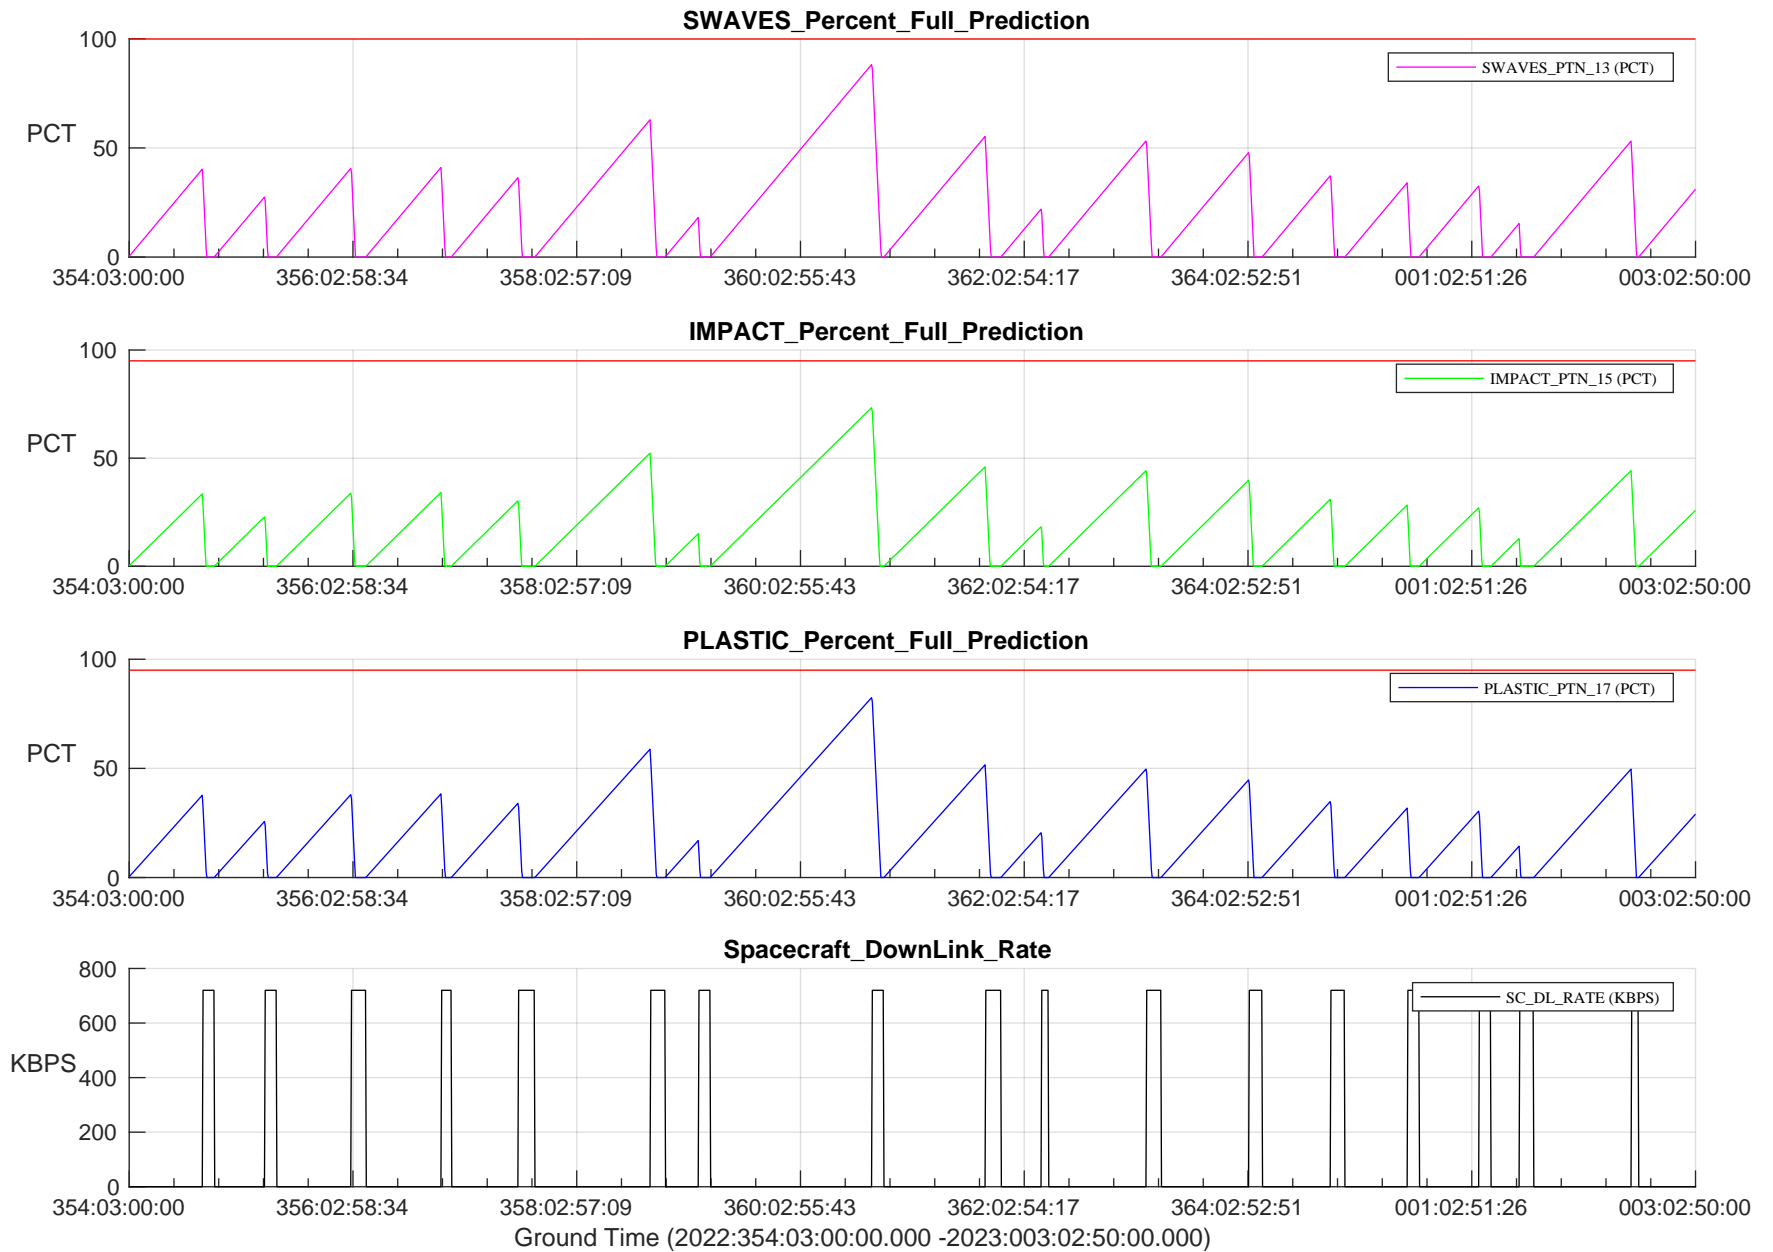 SWAVES_Percent_Full_Prediction
100
SWAVES_PTN_13 (PCT)
PCT
50
0
354:03:00:00 356:02:58:34 358:02:57:09 360:02:55:43 362:02:54:17 364:02:52:51 001:02:51:26 003:02:50:00
IMPACT_Percent_Full_Prediction
100
IMPACT_PTN_15 (PCT)
PCT
50
0
354:03:00:00 356:02:58:34 358:02:57:09 360:02:55:43 362:02:54:17 364:02:52:51 001:02:51:26 003:02:50:00
PLASTIC_Percent_Full_Prediction
100
PLASTIC_PTN_17 (PCT)
PCT
50
0
354:03:00:00 356:02:58:34 358:02:57:09 360:02:55:43 362:02:54:17 364:02:52:51 001:02:51:26 003:02:50:00
Spacecraft_DownLink_Rate
800
SC_DL_RATE (KBPS)
600
KBPS
400
200
0
354:03:00:00 356:02:58:34 358:02:57:09 360:02:55:43 362:02:54:17 364:02:52:51 001:02:51:26 003:02:50:00
Ground Time (2022:354:03:00:00.000 -2023:003:02:50:00.000)